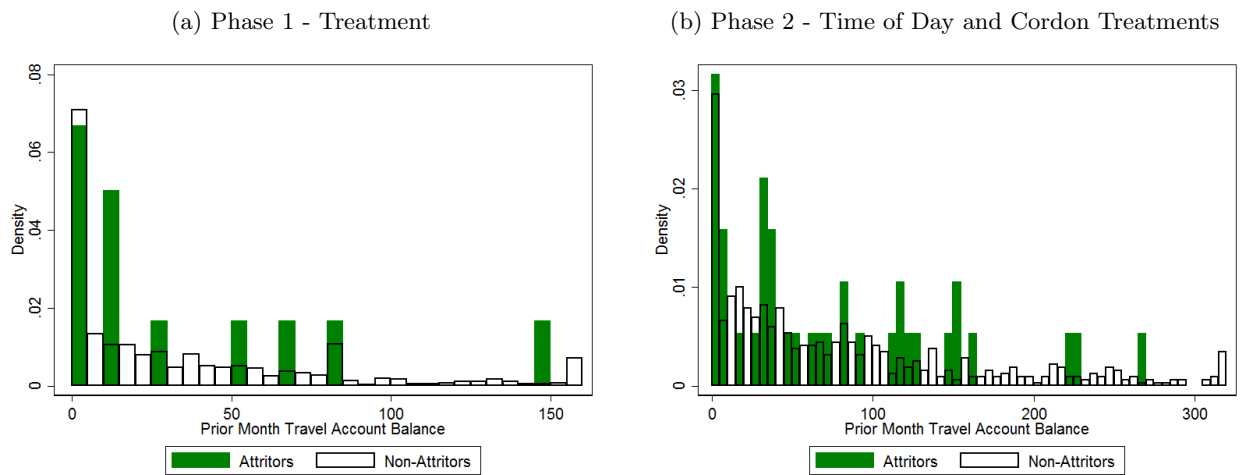 (a) Phase 1 - Treatment
.08
.06
.04
.02
0
Density
0 50 100 150
Prior Month Travel Account Balance
Attritors Non-Attritors
(b) Phase 2 - Time of Day and Cordon Treatments
.03
.02
.01
0
Density
0 100 200 300
Prior Month Travel Account Balance
Attritors Non-Attritors